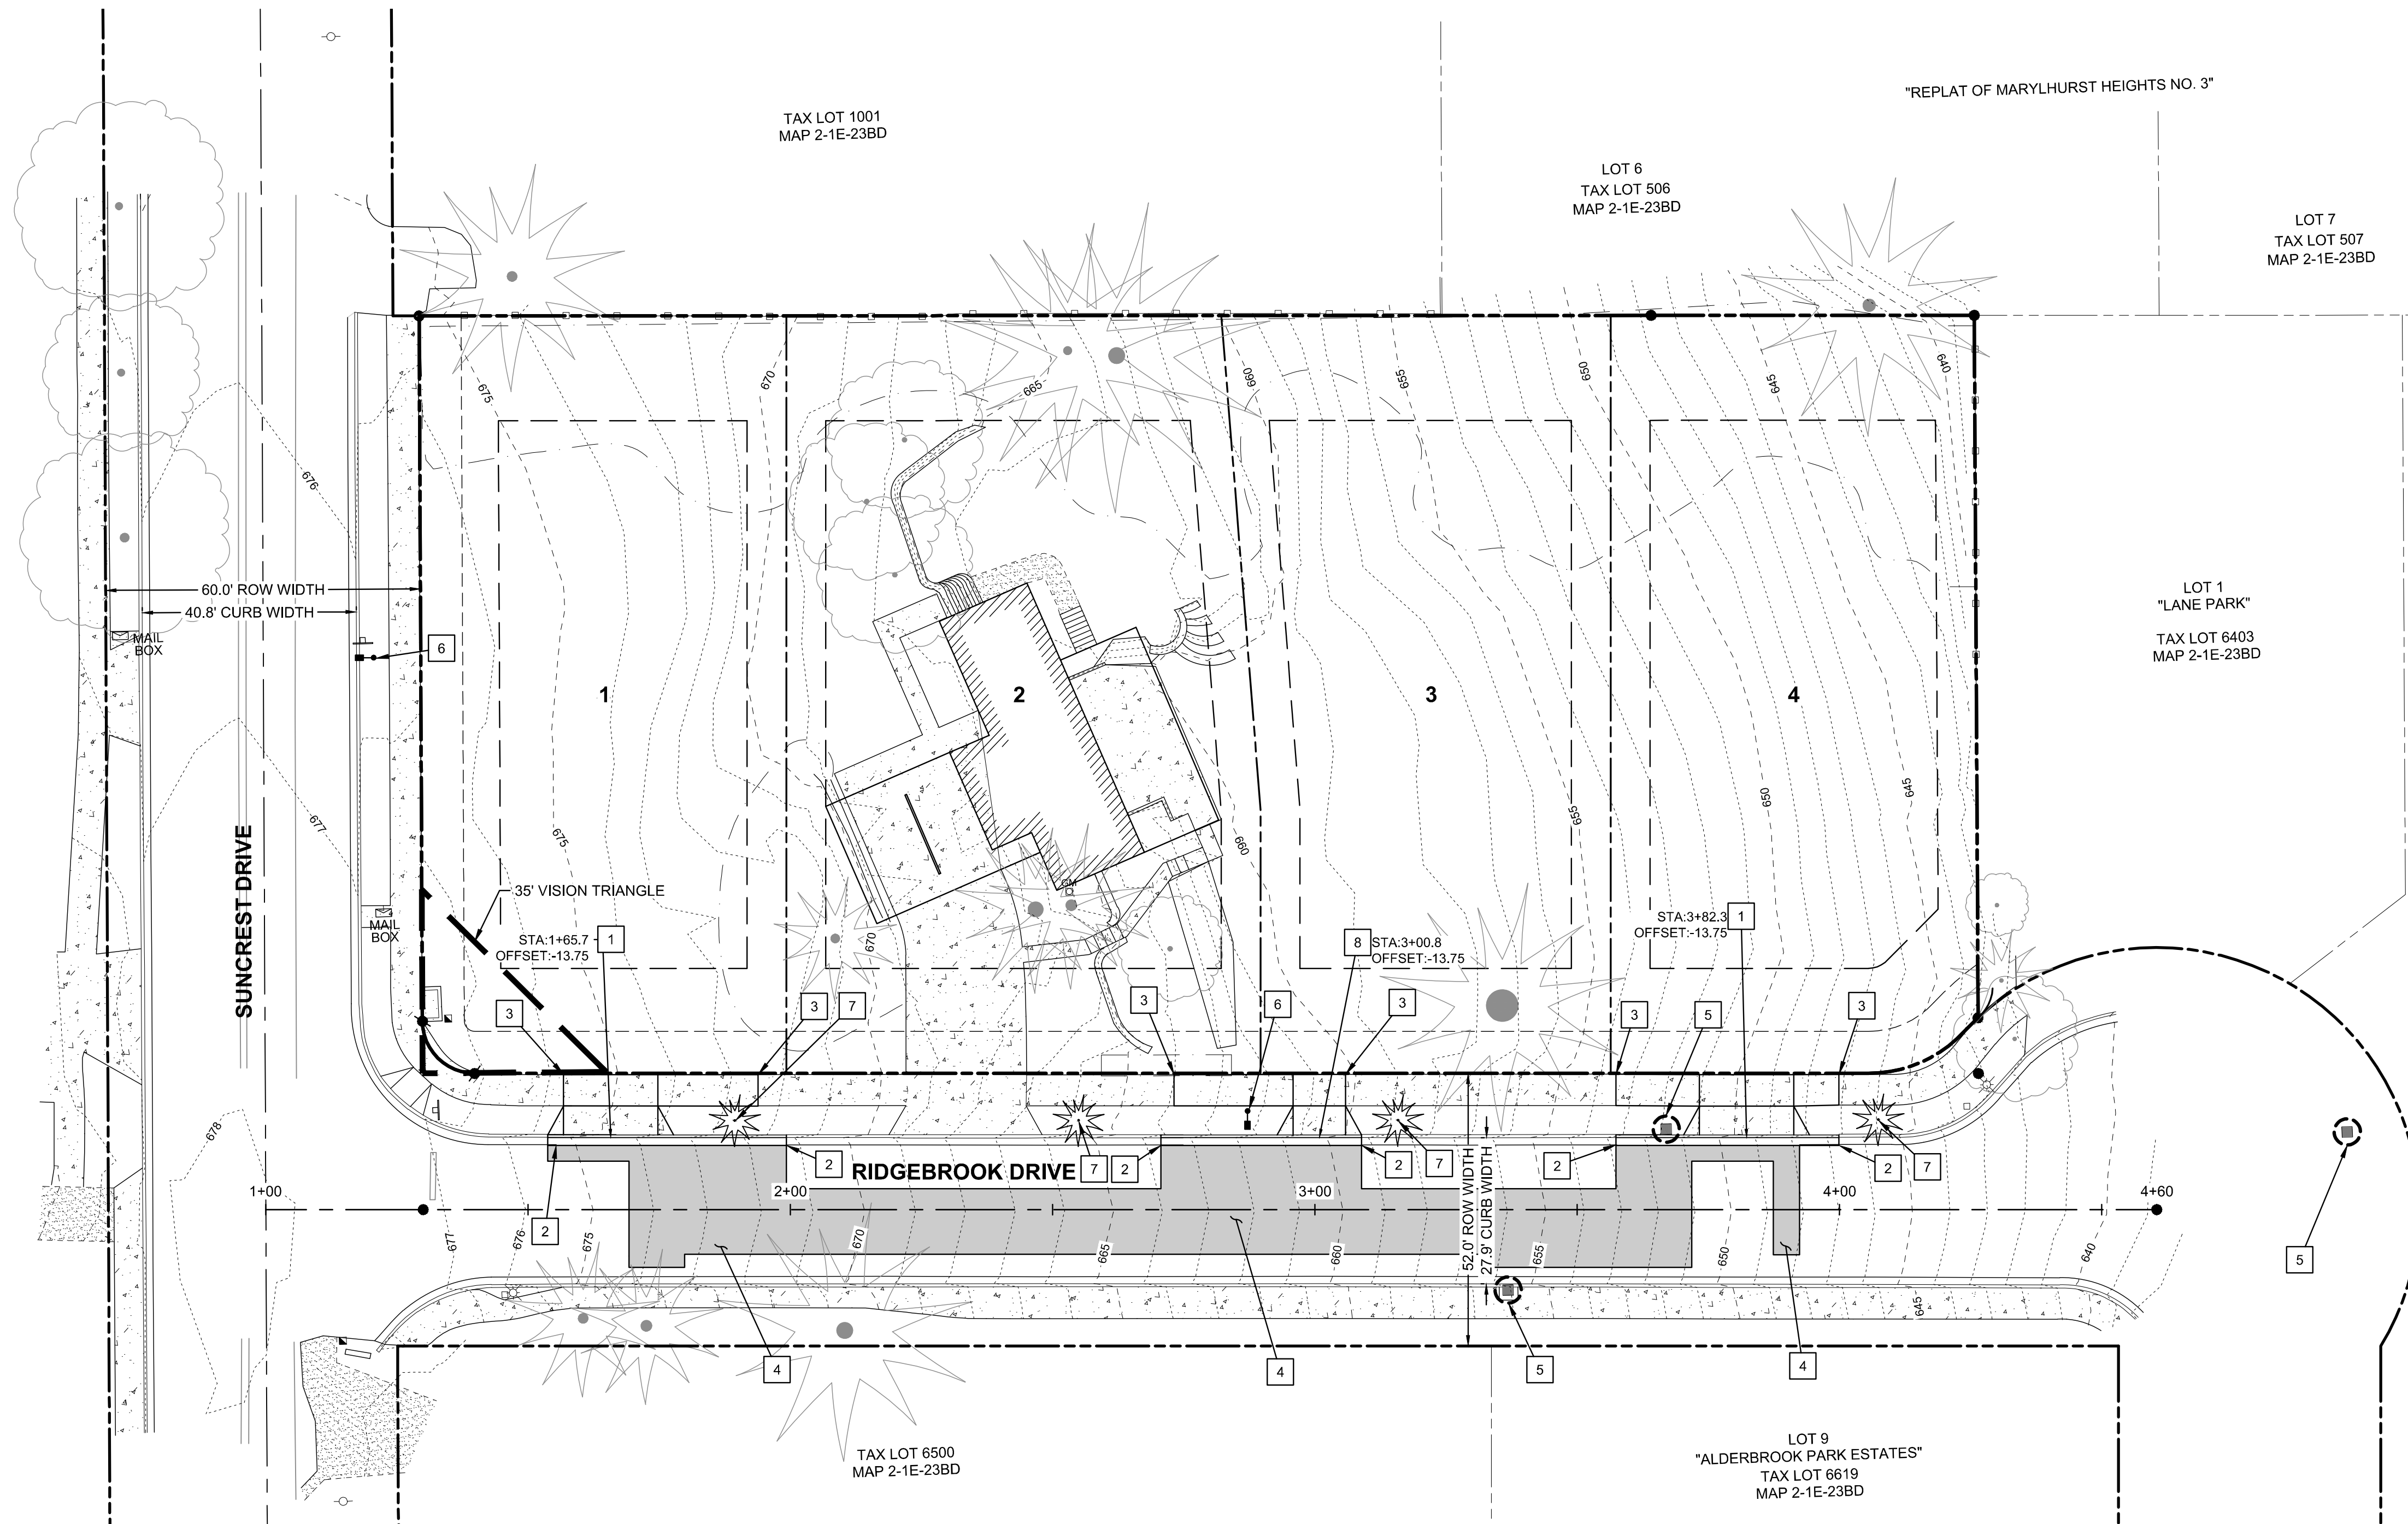 "REPLAT OF MARYLHURST HEIGHTS NO. 3"
TAX LOT 1001
MAP 2-1E-23BD
LOT 6
TAX LOT 506
MAP 2-1E-23BD
LOT 7
TAX LOT 507
MAP 2-1E-23BD
675
670
665
660
655
650
645
640
676
60.0' ROW WIDTH
40.8' CURB WIDTH
MAIL
BOX
6
1
2
3
4
LOT 1
"LANE PARK"
TAX LOT 6403
MAP 2-1E-23BD
677
675
660
655
650
645
SUNCREST DRIVE
35' VISION TRIANGLE
GM
MAIL
BOX
STA:1+65.7
OFFSET:-13.75
1
670
8
STA:3+00.8
OFFSET:-13.75
STA:3+82.3
OFFSET:-13.75
1
3
3
7
3
6
3
3
5
3
678
2
RIDGEBROOK DRIVE
7
2
2
7
2
2
7
5
1+00
2+00
3+00
4+00
4+60
2
677
676
675
670
665
660
52.0' ROW WIDTH
27.9' CURB WIDTH
655
650
640
645
5
4
4
5
4
TAX LOT 6500
MAP 2-1E-23BD
LOT 9
"ALDERBROOK PARK ESTATES"
TAX LOT 6619
MAP 2-1E-23BD